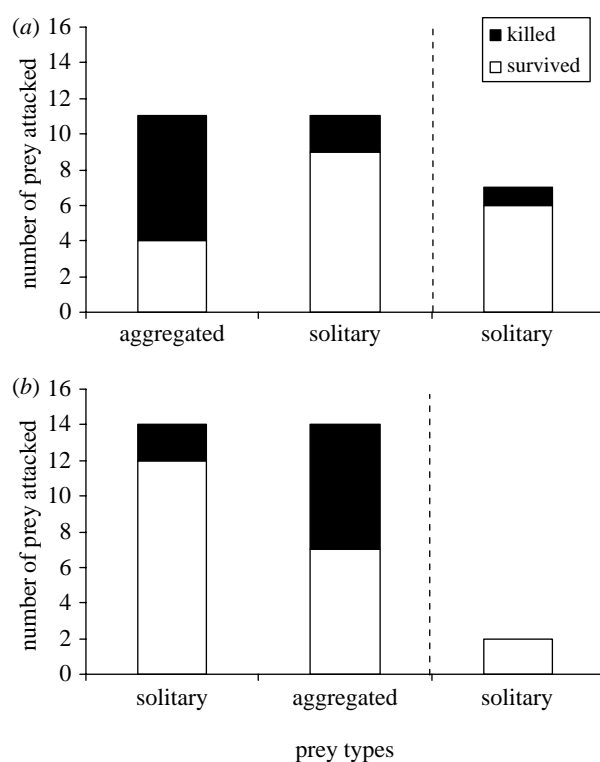 (a)
16
14
12
10
8
6
4
2
0
number of prey attacked
killed
survived
aggregated solitary solitary
(b)
16
14
12
10
8
6
4
2
0
number of prey attacked
solitary aggregated solitary
prey types